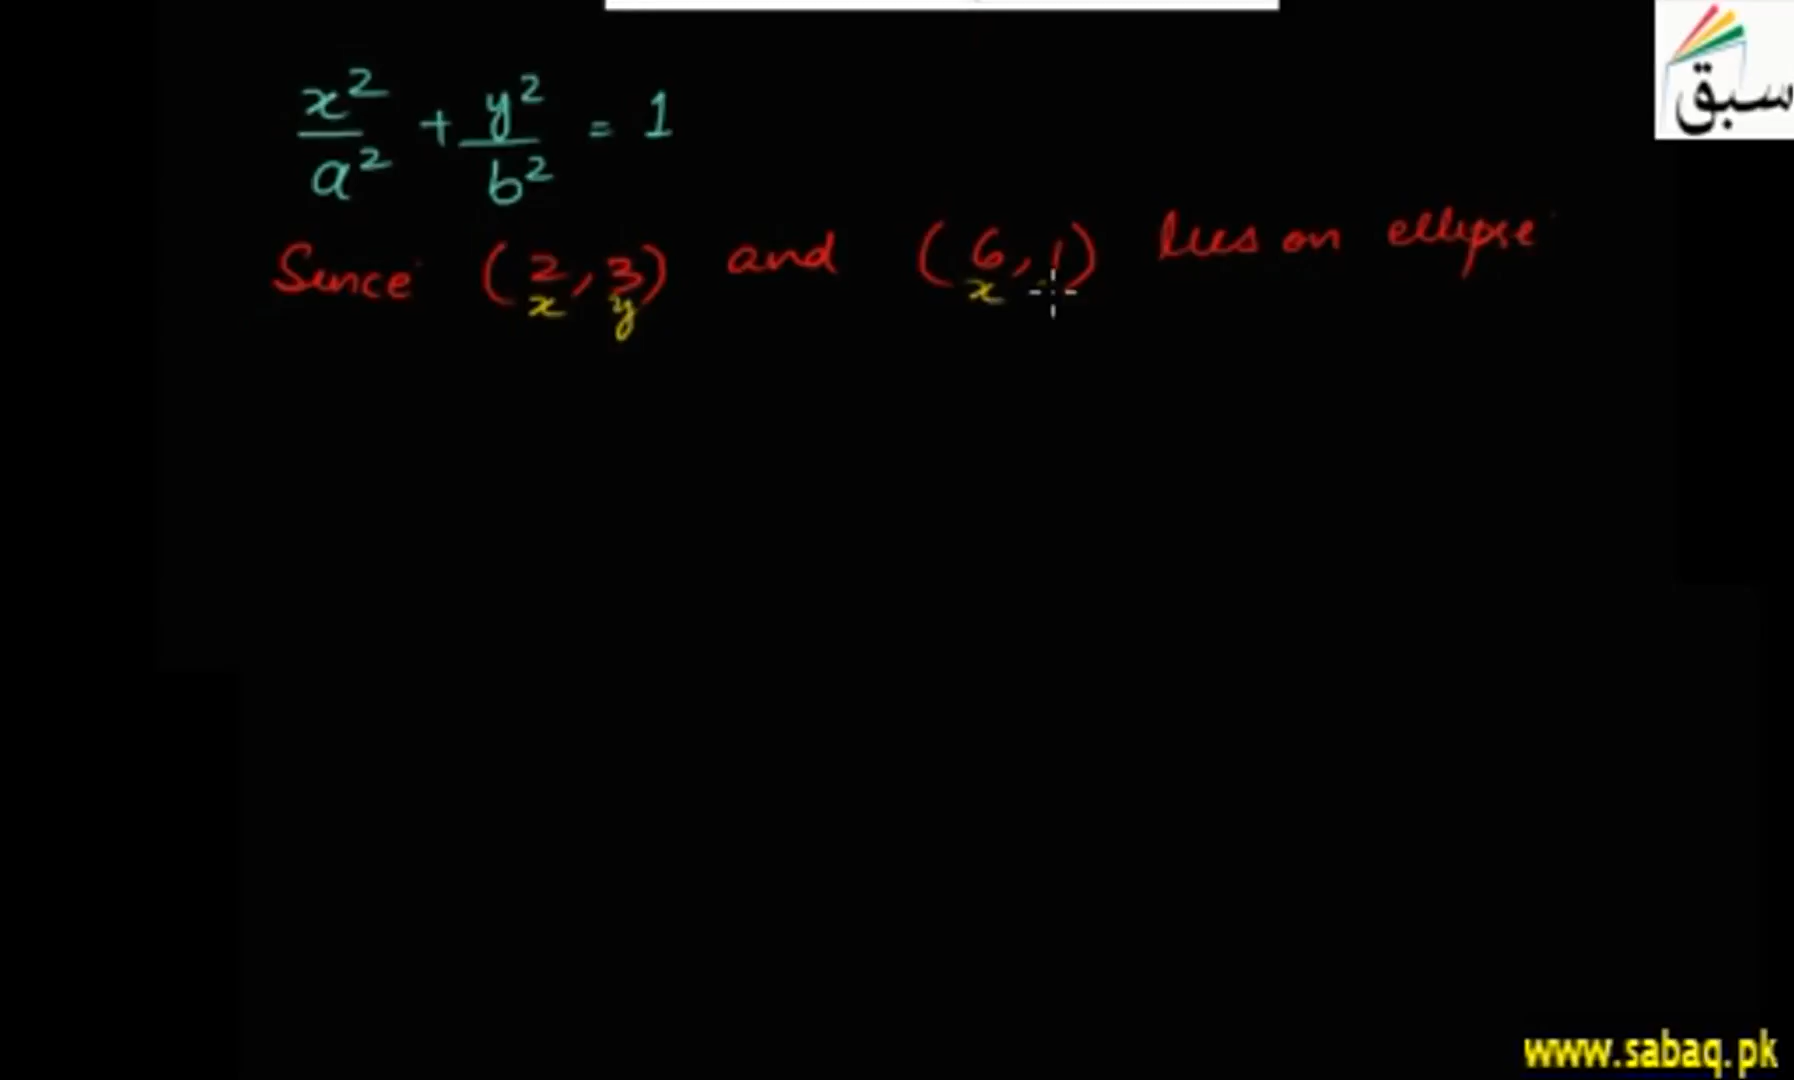 سبق
x²/a² + y²/b² = 1
Since (2, 3) and (6, 1) lies on ellipse
x y x
www.sabaq.pk